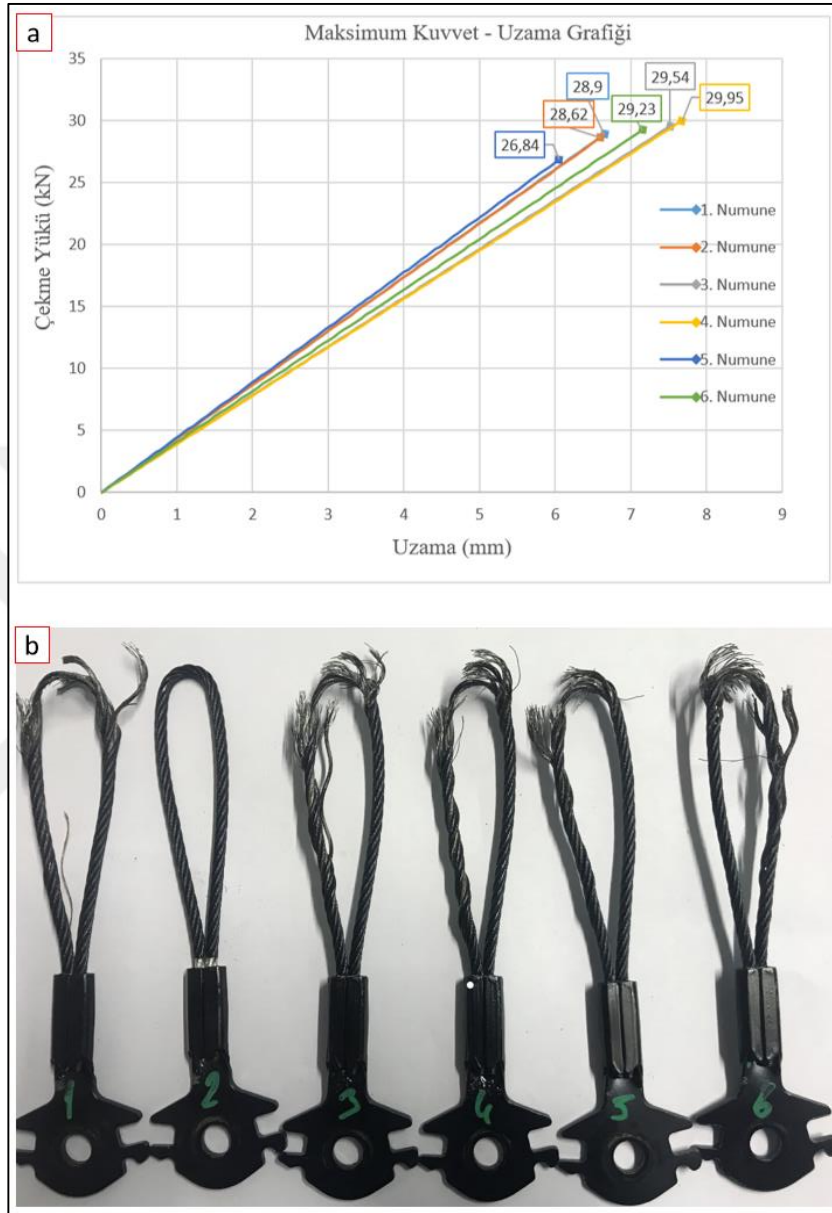 a
Maksimum Kuvvet - Uzama Grafiği
35
30
25
20
15
10
5
0
Çekme Yükü (kN)
28,9
29,54
28,62
29,23
29,95
26,84
1. Numune
2. Numune
3. Numune
4. Numune
5. Numune
6. Numune
0 1 2 3 4 5 6 7 8 9
Uzama (mm)
b
1 2 3 4 5 6